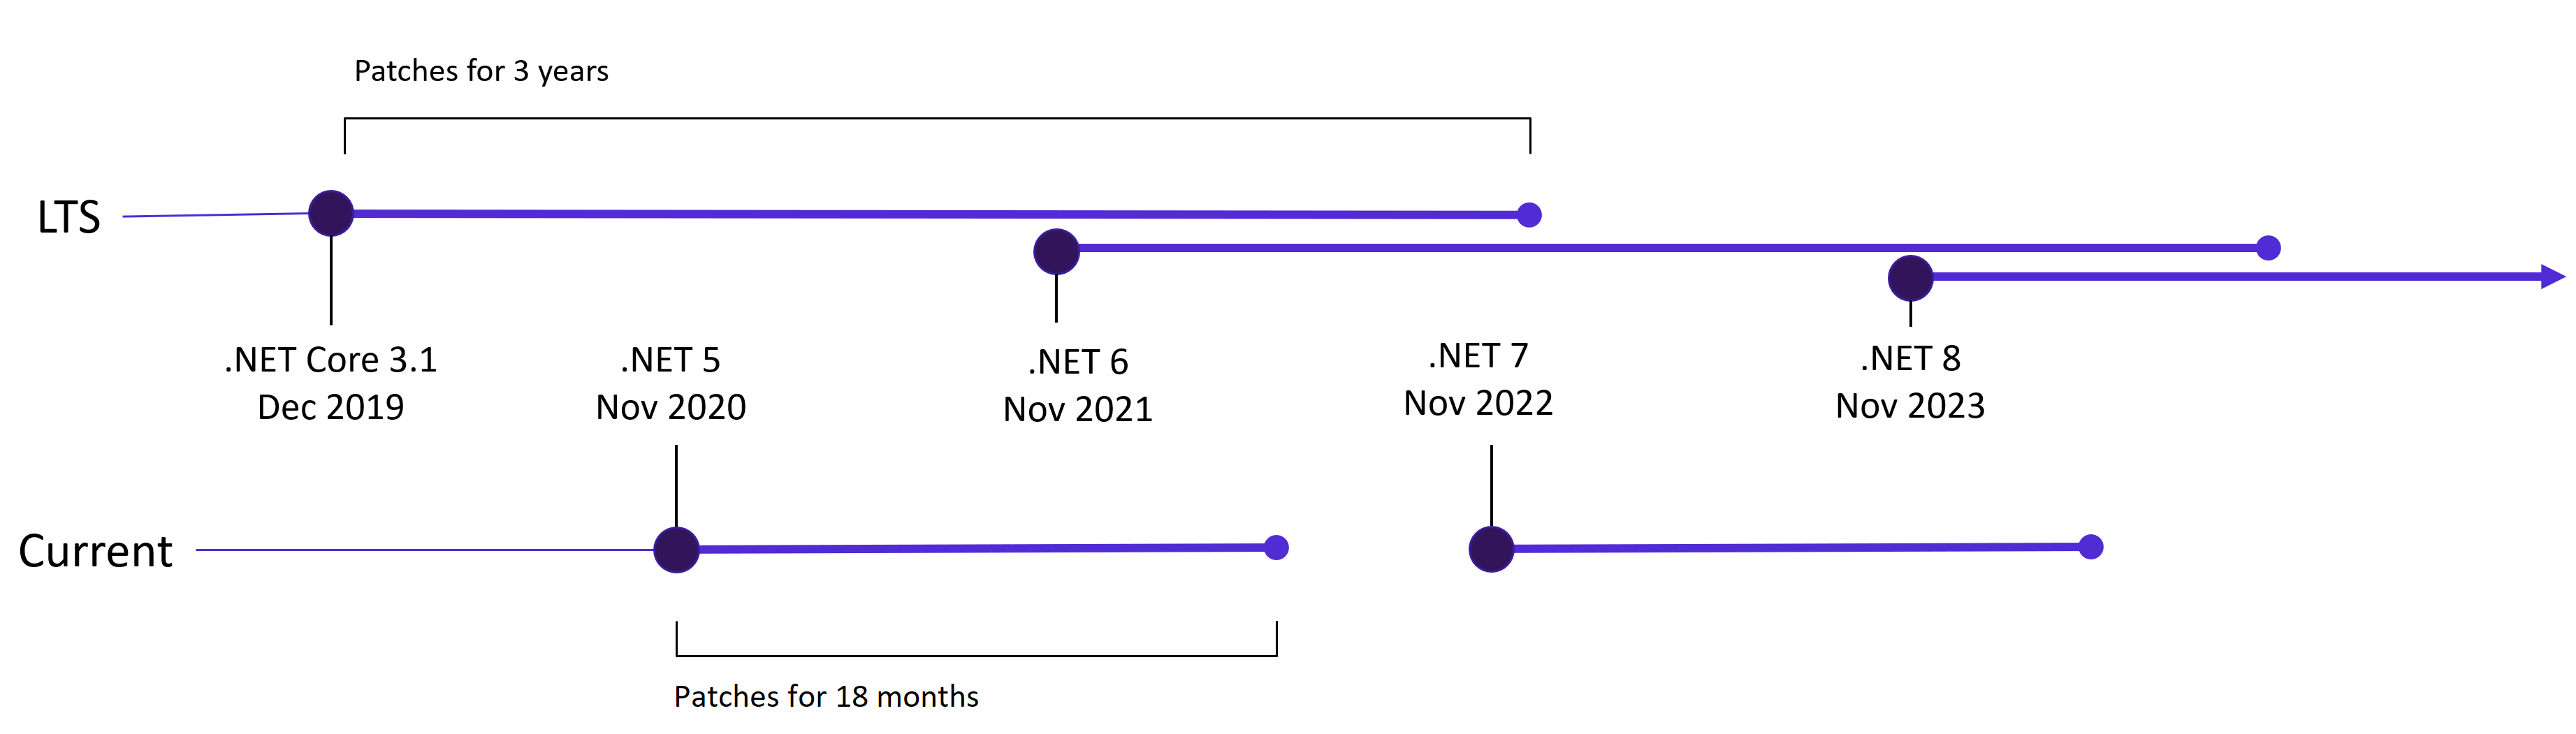 Patches for 3 years
LTS
.NET Core 3.1
Dec 2019
.NET 5
Nov 2020
.NET 6
Nov 2021
.NET 7
Nov 2022
.NET 8
Nov 2023
Current
Patches for 18 months